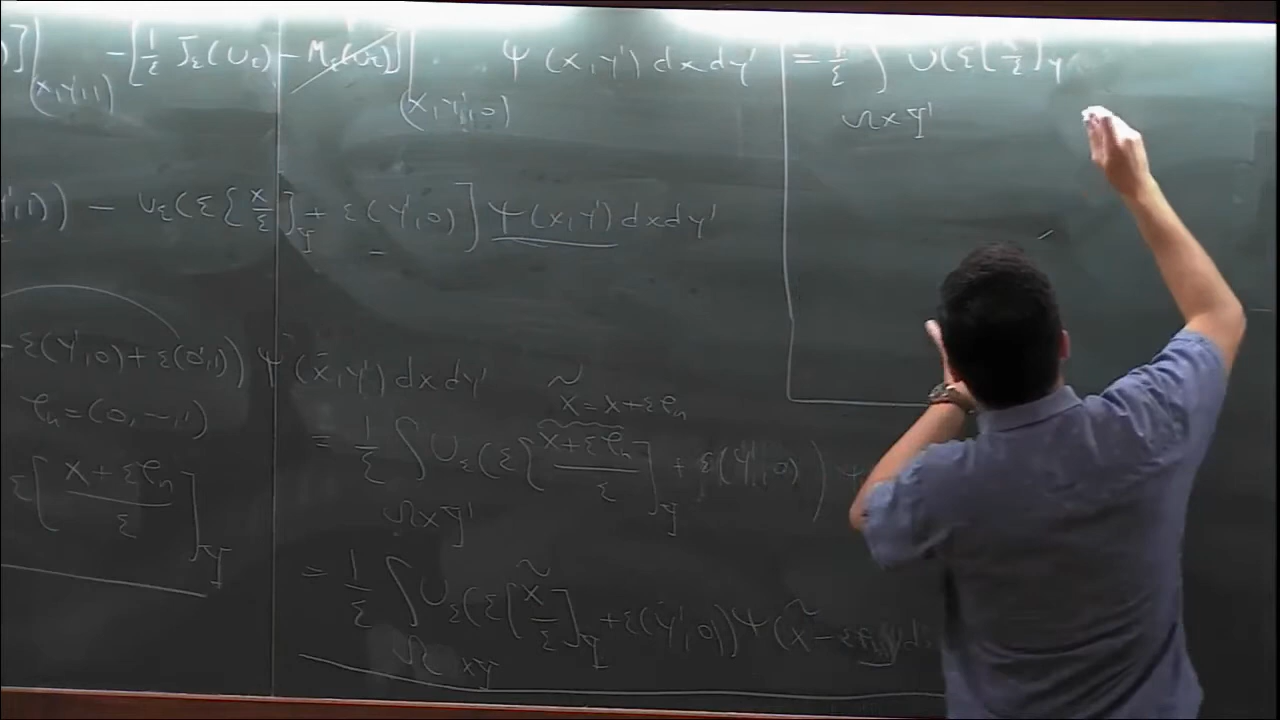 )]|_{(x,y',1)} - [1/ε 𝒯_ε(u_ε) - M_ε(u_ε)]|_{(x,y',0)} · ψ(x,y') dx dy'
y',1)) - u_ε(ε[x/ε]_Y + ε(y',0)] ψ(x,y') dx dy'
- ε(y',0) + ε(0',1)) ψ(x,y') dx dy'
e_n = (0,-,1)
ε[(x+εe_n)/ε]_Y
x̃ = x+εe_n
= 1/ε ∫_{Ω×Y'} u_ε(ε[(x+εe_n)/ε]_Y + ε(y',0)) +
= 1/ε ∫_{Ω×Y} u_ε(ε[x̃/ε]_Y + ε(y',0)) ψ(x̃ - εe_n,y') d
= 1/ε ∫_{Ω×Y'} u(ε[x/ε]_Y